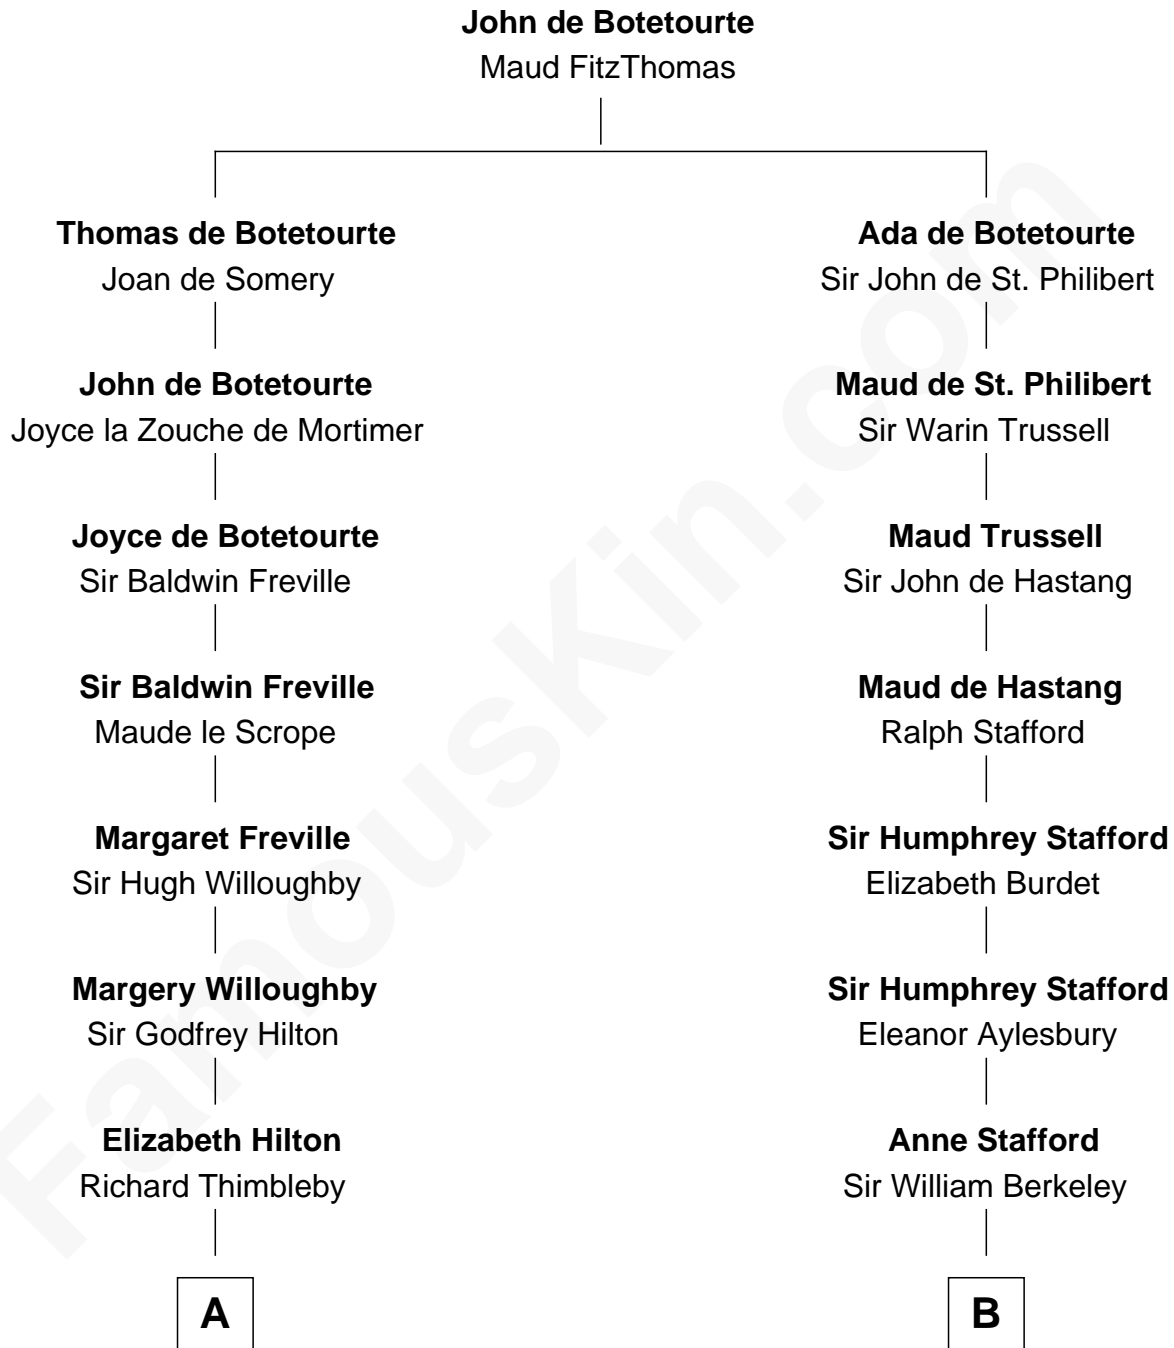 John de Botetourte
Maud FitzThomas
Thomas de Botetourte
Joan de Somery
Ada de Botetourte
Sir John de St. Philibert
John de Botetourte
Joyce la Zouche de Mortimer
Maud de St. Philibert
Sir Warin Trussell
Joyce de Botetourte
Sir Baldwin Freville
Maud Trussell
Sir John de Hastang
Sir Baldwin Freville
Maude le Scrope
Maud de Hastang
Ralph Stafford
Margaret Freville
Sir Hugh Willoughby
Sir Humphrey Stafford
Elizabeth Burdet
Margery Willoughby
Sir Godfrey Hilton
Sir Humphrey Stafford
Eleanor Aylesbury
Elizabeth Hilton
Richard Thimbleby
Anne Stafford
Sir William Berkeley
A
B
FamousKin.com